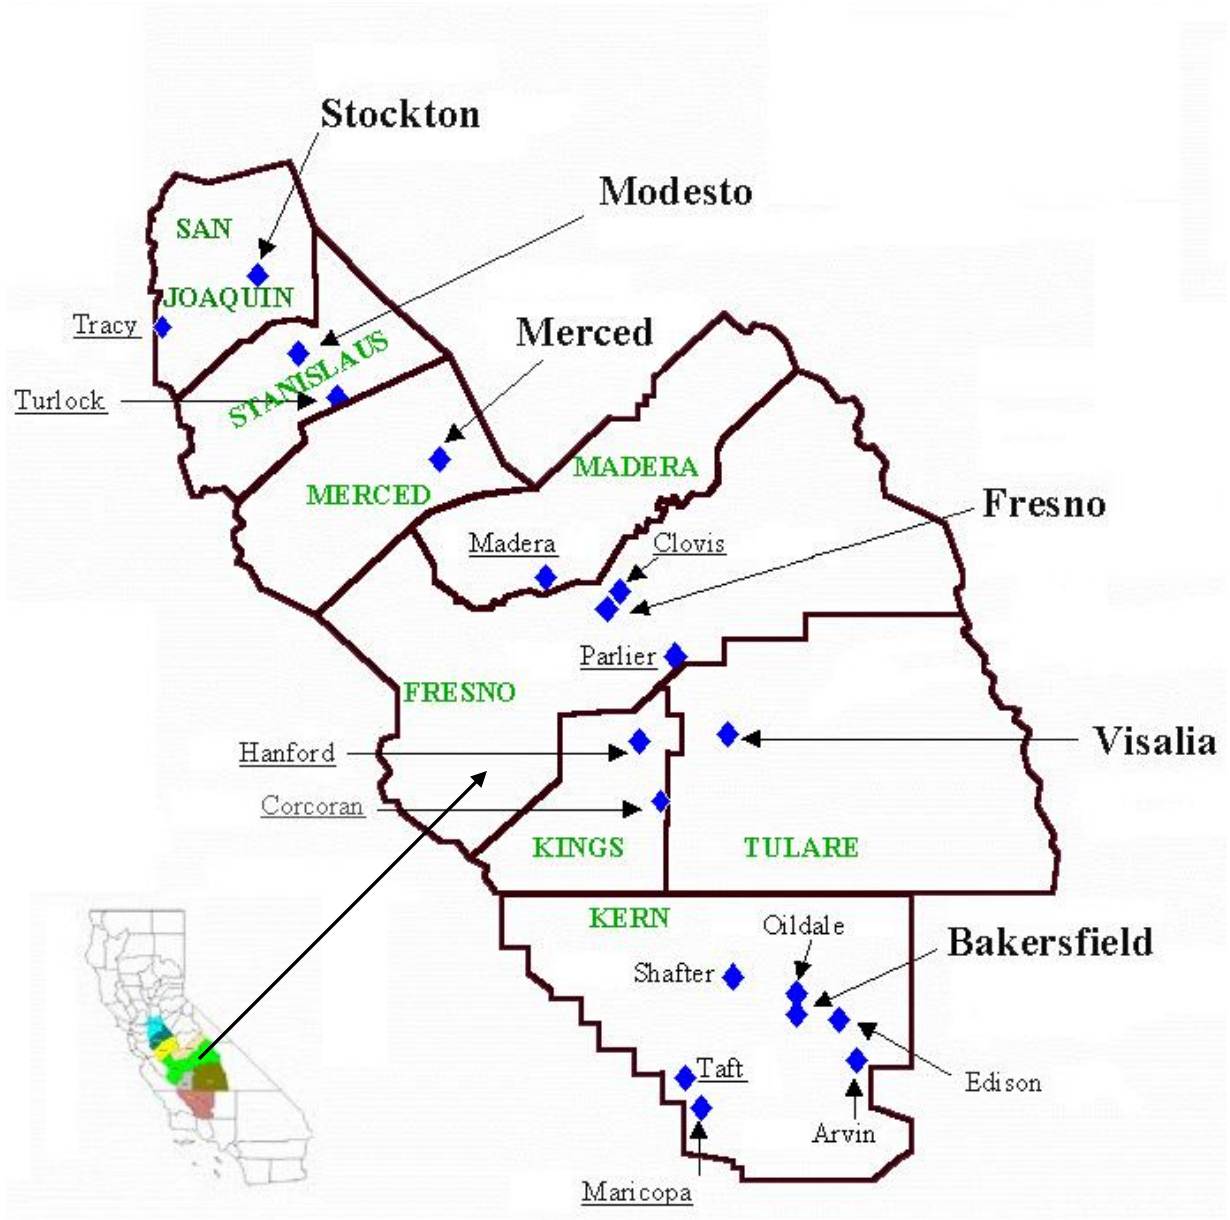 Stockton
Modesto
SAN
JOAQUIN
Tracy
Merced
STANISLAUS
Turlock
MADERA
MERCED
Fresno
Madera
Clovis
Parlier
FRESNO
Visalia
Hanford
Corcoran
KINGS
TULARE
KERN
Oildale
Bakersfield
Shafter
Taft
Edison
Arvin
Maricopa